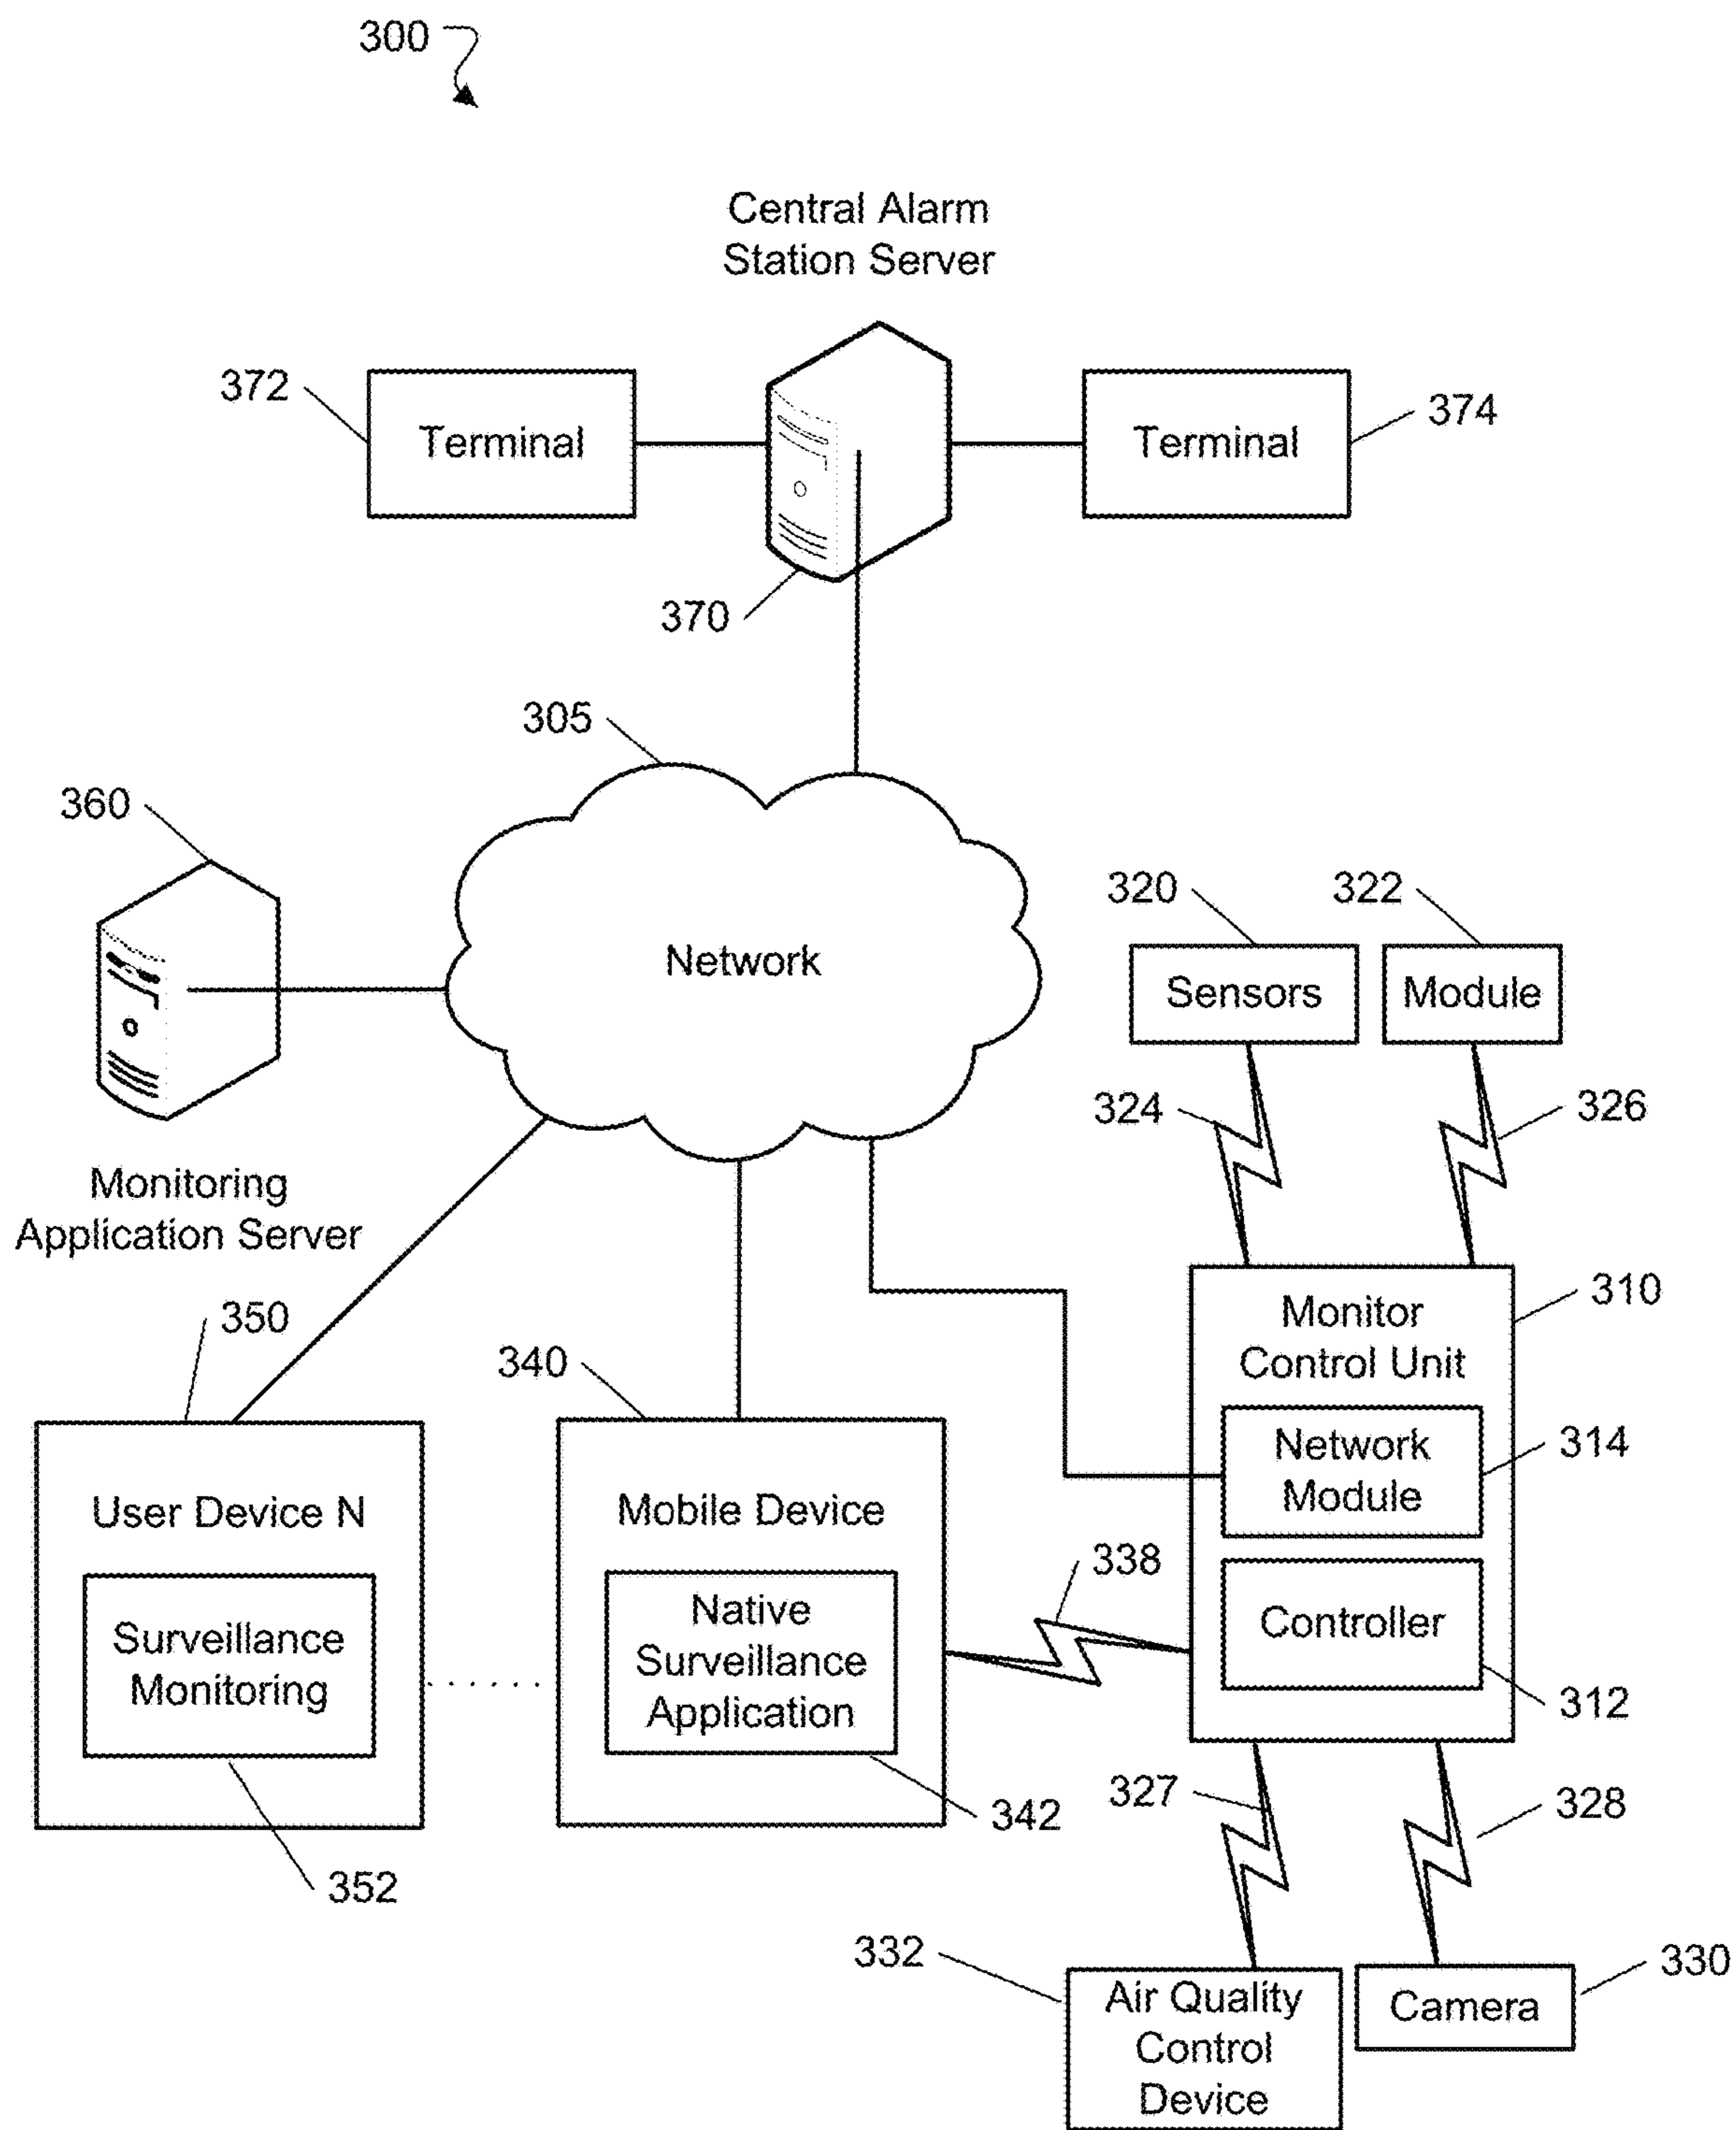 300
Central Alarm
Station Server
372
Terminal
Terminal
374
370
305
360
Network
320
322
Sensors
Module
324
326
Monitoring
Application Server
310
Monitor
Control Unit
350
340
Network
Module
314
User Device N
Mobile Device
338
Surveillance
Monitoring
Native
Surveillance
Application
Controller
312
327
328
342
352
332
330
Air Quality
Control
Device
Camera